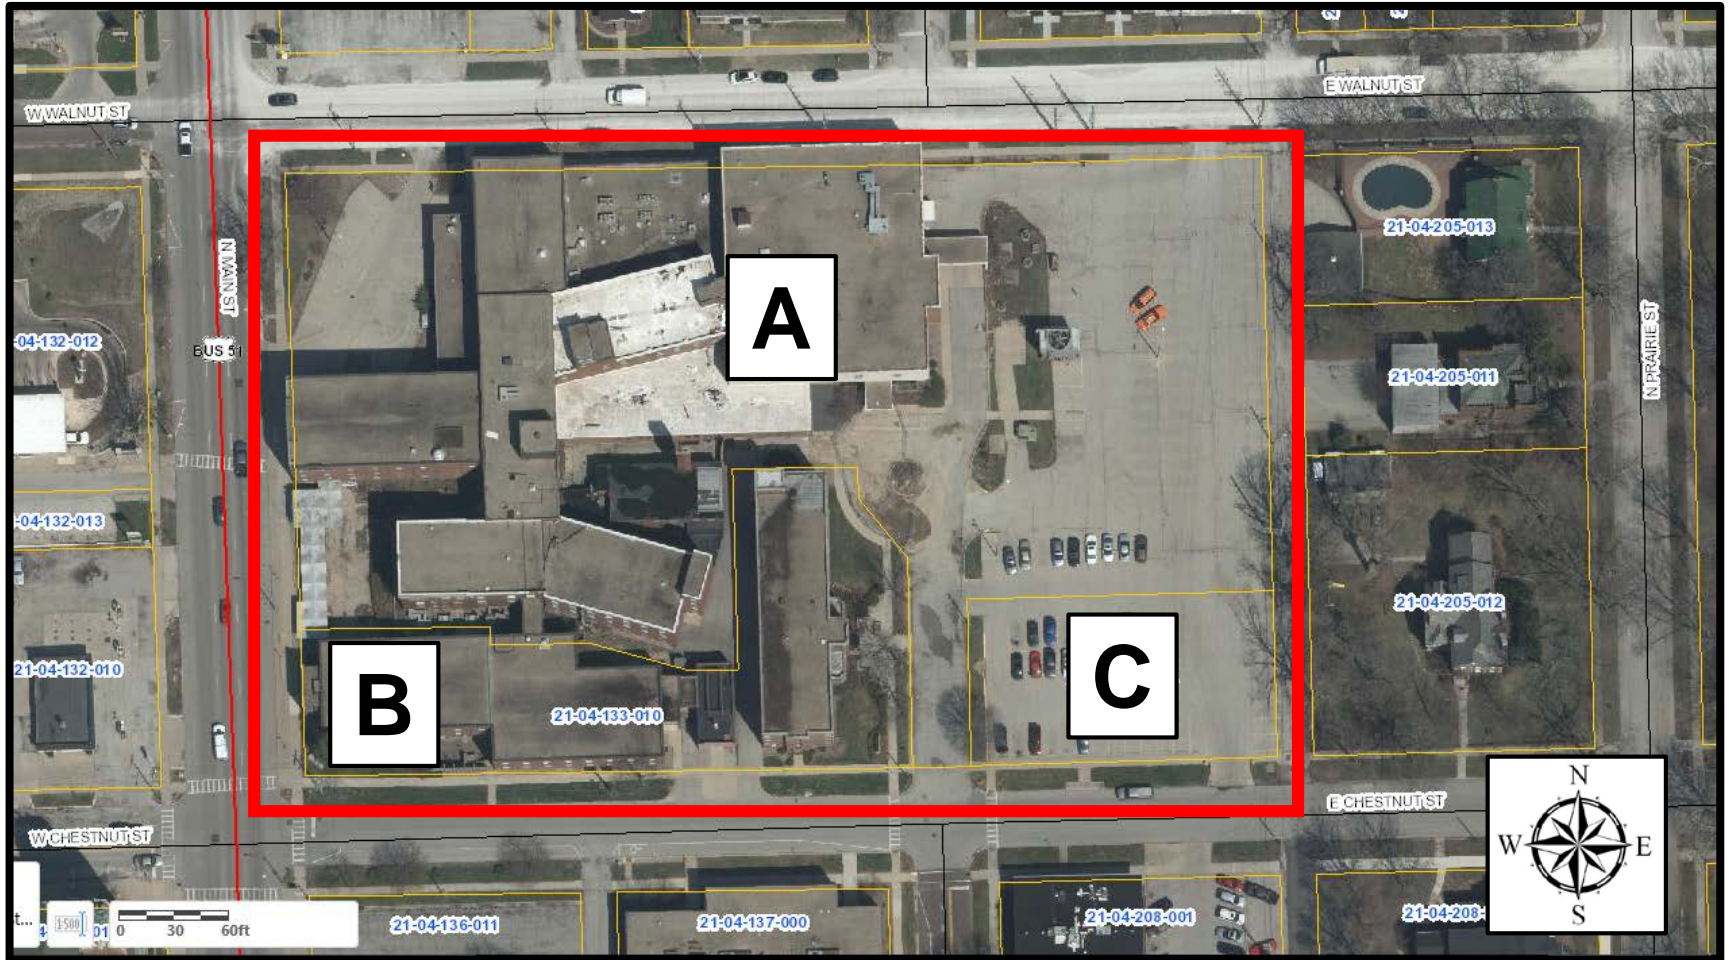 E WALNUT ST
W WALNUT ST
21-04-205-013
N MAIN ST
A
-04-132-012
BUS 51
21-04-205-011
N PRAIRIE ST
-04-132-013
21-04-205-012
21-04-132-010
B
21-04-133-010
C
N
W E
S
E CHESTNUT ST
W CHESTNUT ST
t...
1:500
0 30 60ft
21-04-136-011
21-04-137-000
21-04-208-001
21-04-208-